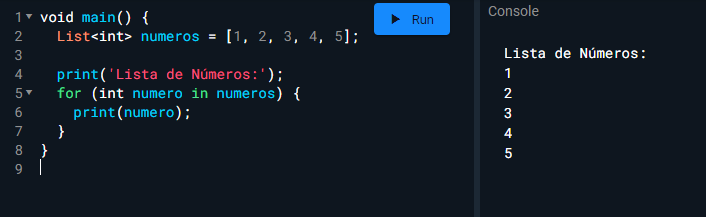 1 void main() {
2 List<int> numeros = [1, 2, 3, 4, 5];
3
4 print('Lista de Números:');
5 for (int numero in numeros) {
6 print(numero);
7 }
8 }
9
Run
Console
Lista de Números:
1
2
3
4
5